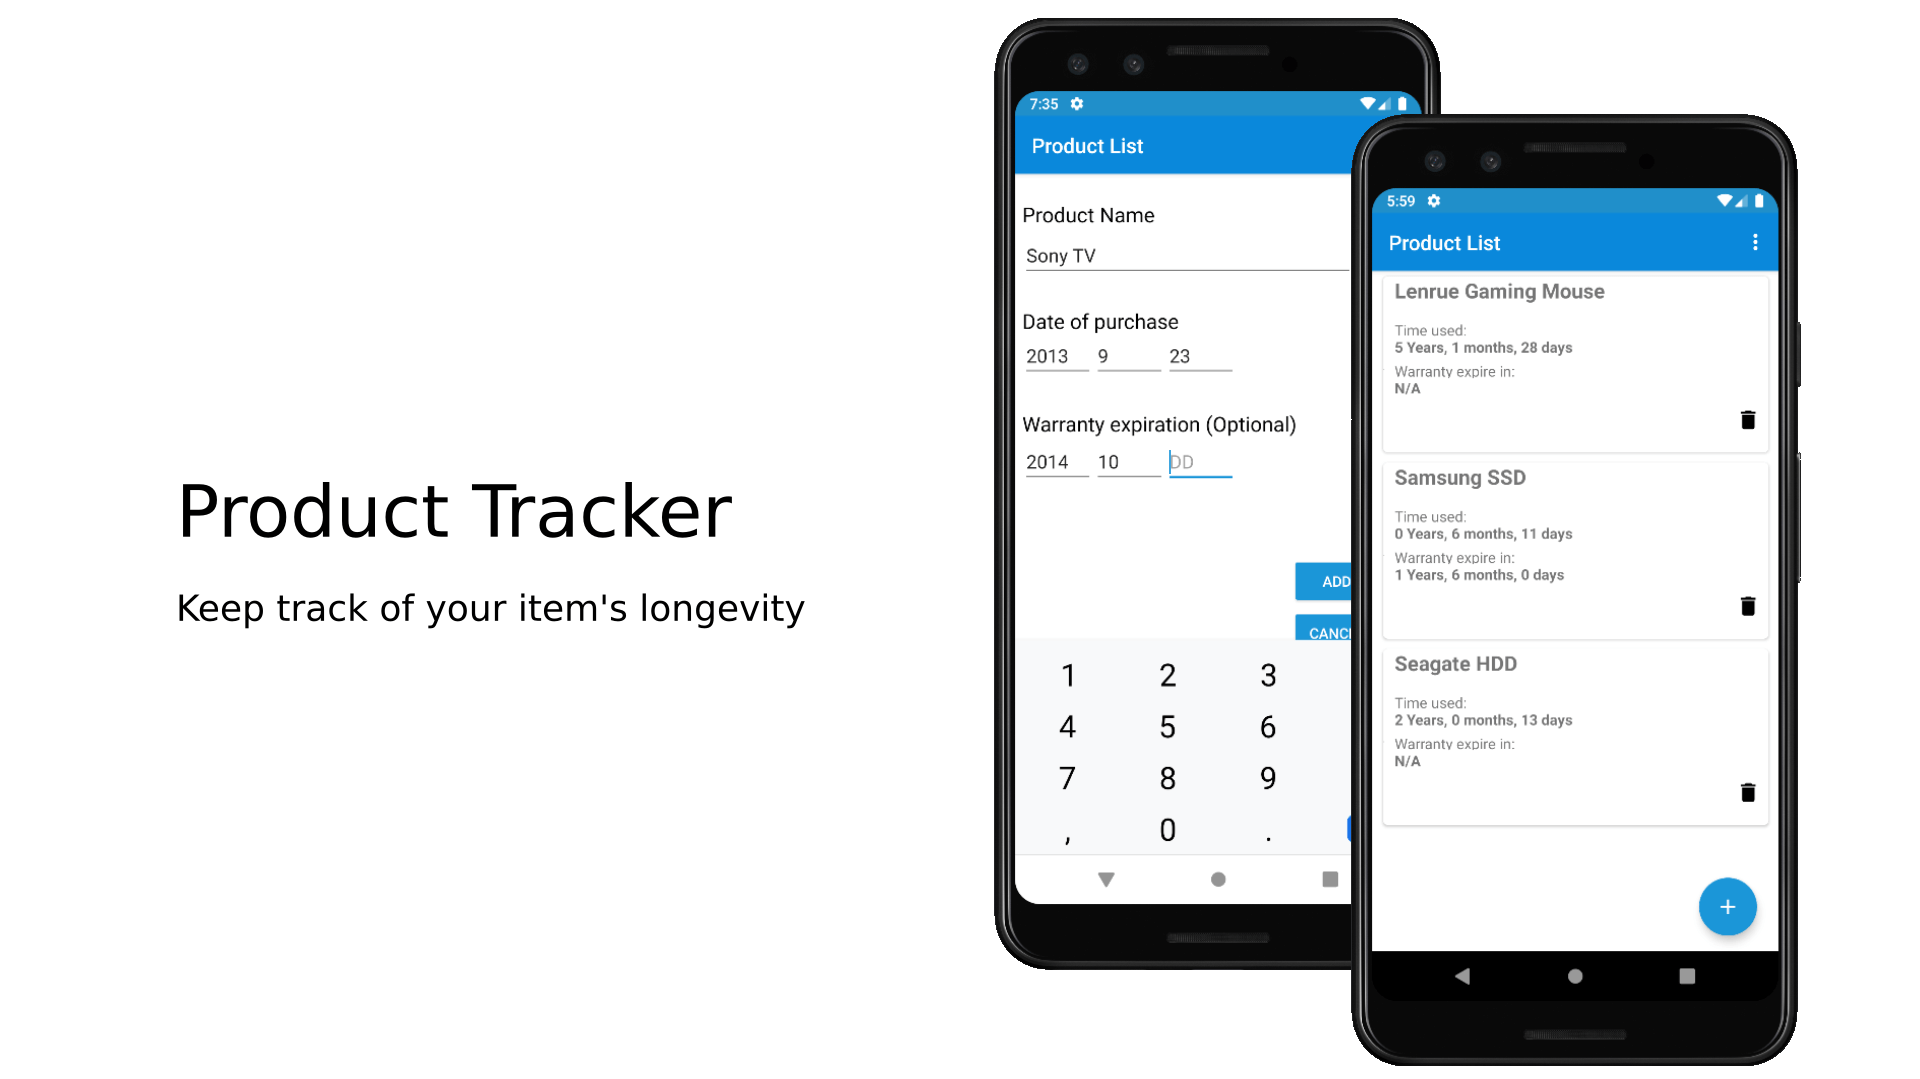 Product Tracker
Keep track of your item's longevity
7:35
Product List
Product Name
Sony TV
Date of purchase
2013 9 23
Warranty expiration (Optional)
2014 10 DD
ADD
CANC
1 2 3
4 5 6
7 8 9
, 0 .
5:59
Product List
Lenrue Gaming Mouse
Time used:
5 Years, 1 months, 28 days
Warranty expire in:
N/A
Samsung SSD
Time used:
0 Years, 6 months, 11 days
Warranty expire in:
1 Years, 6 months, 0 days
Seagate HDD
Time used:
2 Years, 0 months, 13 days
Warranty expire in:
N/A
+